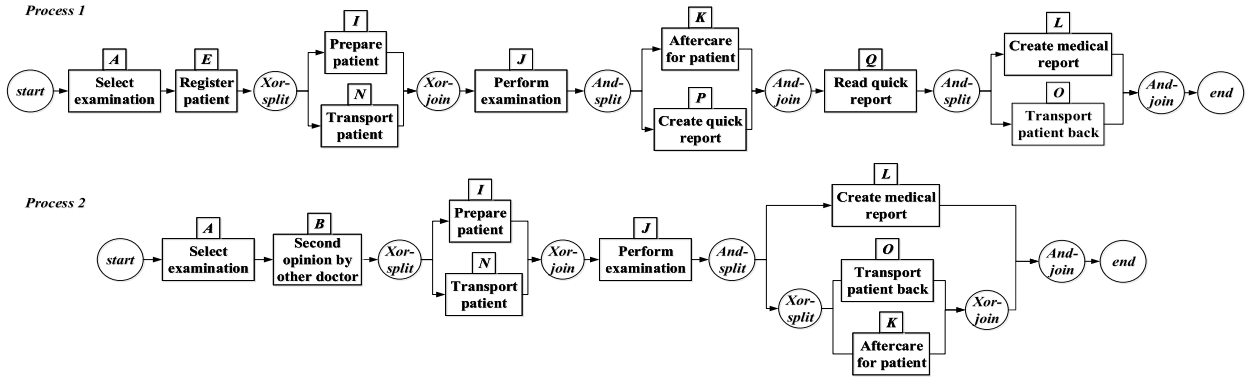 Process 1
start
A
Select
examination
E
Register
patient
Xor-
split
I
Prepare
patient
N
Transport
patient
Xor-
join
J
Perform
examination
And-
split
K
Aftercare
for patient
P
Create quick
report
And-
join
Q
Read quick
report
And-
split
L
Create medical
report
O
Transport
patient back
And-
join
end
Process 2
start
A
Select
examination
B
Second
opinion by
other doctor
Xor-
split
I
Prepare
patient
N
Transport
patient
Xor-
join
J
Perform
examination
And-
split
L
Create medical
report
Xor-
split
O
Transport
patient back
K
Aftercare
for patient
Xor-
join
And-
join
end